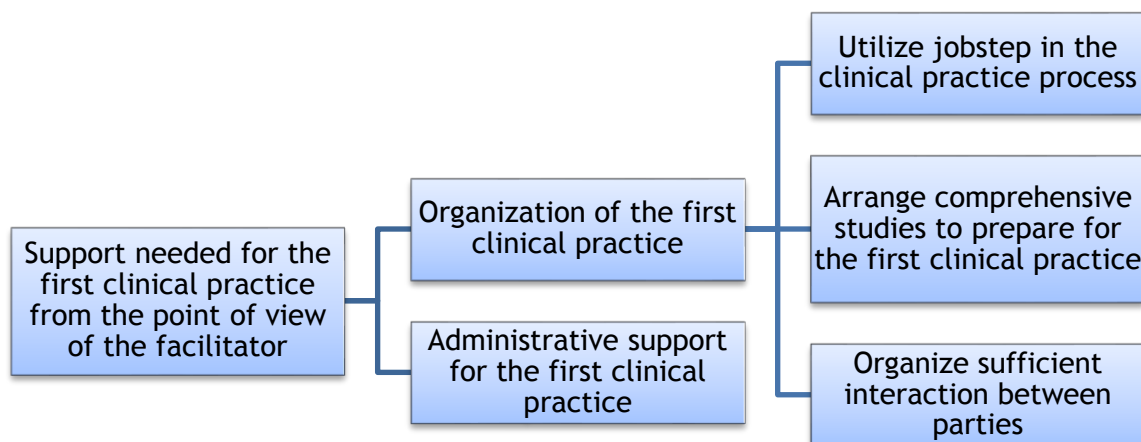 Support needed for the
first clinical practice
from the point of view
of the facilitator
Organization of the first
clinical practice
Administrative support
for the first clinical
practice
Utilize jobstep in the
clinical practice process
Arrange comprehensive
studies to prepare for
the first clinical practice
Organize sufficient
interaction between
parties